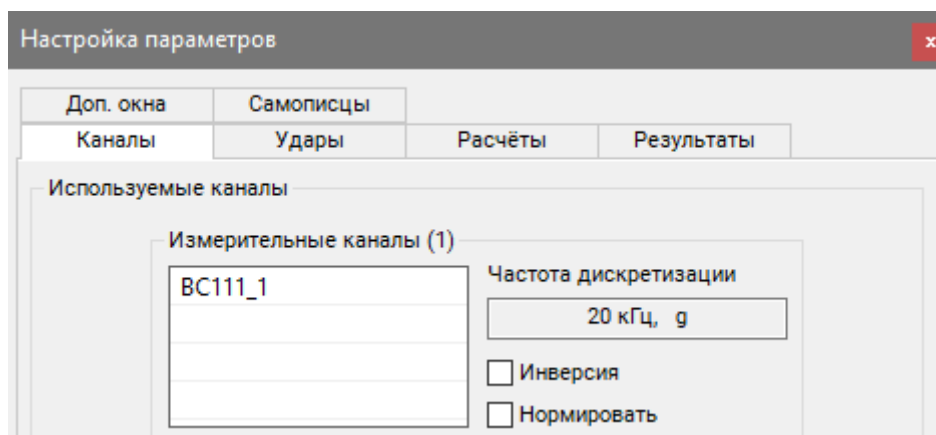 Настройка параметров
x
Доп. окна Самописцы
Каналы Удары Расчёты Результаты
Используемые каналы
Измерительные каналы (1)
BC111_1
Частота дискретизации
20 кГц, g
Инверсия
Нормировать